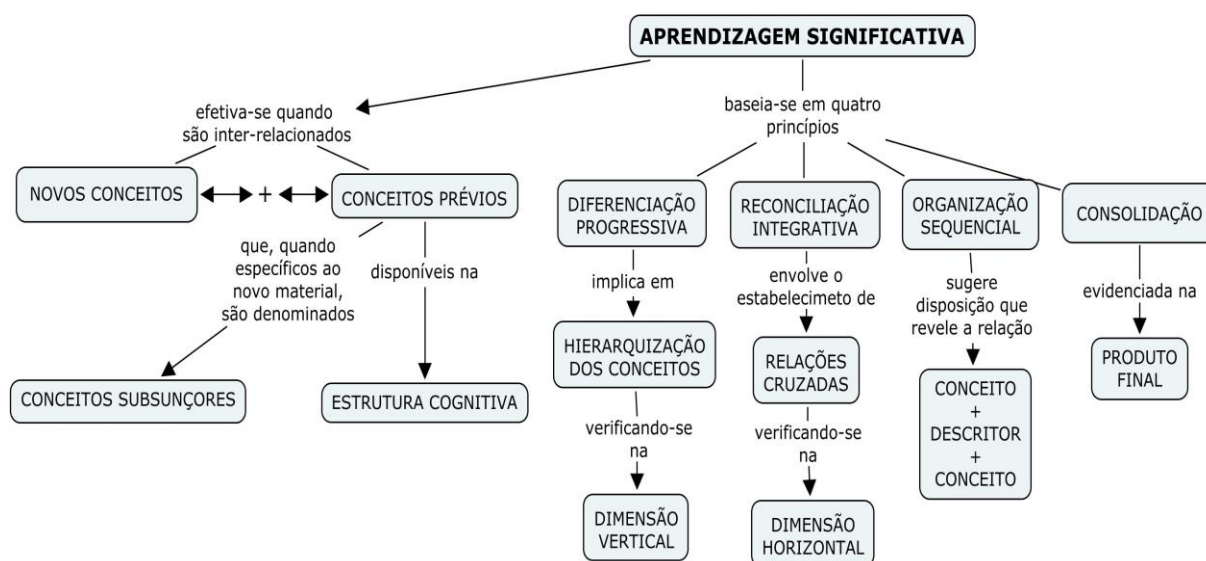 APRENDIZAGEM SIGNIFICATIVA
efetiva-se quando
são inter-relacionados
NOVOS CONCEITOS
+
CONCEITOS PRÉVIOS
que, quando
específicos ao
novo material,
são denominados
CONCEITOS SUBSUNÇORES
disponíveis na
ESTRUTURA COGNITIVA
baseia-se em quatro
princípios
DIFERENCIAÇÃO
PROGRESSIVA
implica em
HIERARQUIZAÇÃO
DOS CONCEITOS
verificando-se
na
DIMENSÃO
VERTICAL
RECONCILIAÇÃO
INTEGRATIVA
envolve o
estabelecimeto de
RELAÇÕES
CRUZADAS
verificando-se
na
DIMENSÃO
HORIZONTAL
ORGANIZAÇÃO
SEQUENCIAL
sugere
disposição que
revele a relação
CONCEITO
+
DESCRITOR
+
CONCEITO
CONSOLIDAÇÃO
evidenciada na
PRODUTO
FINAL